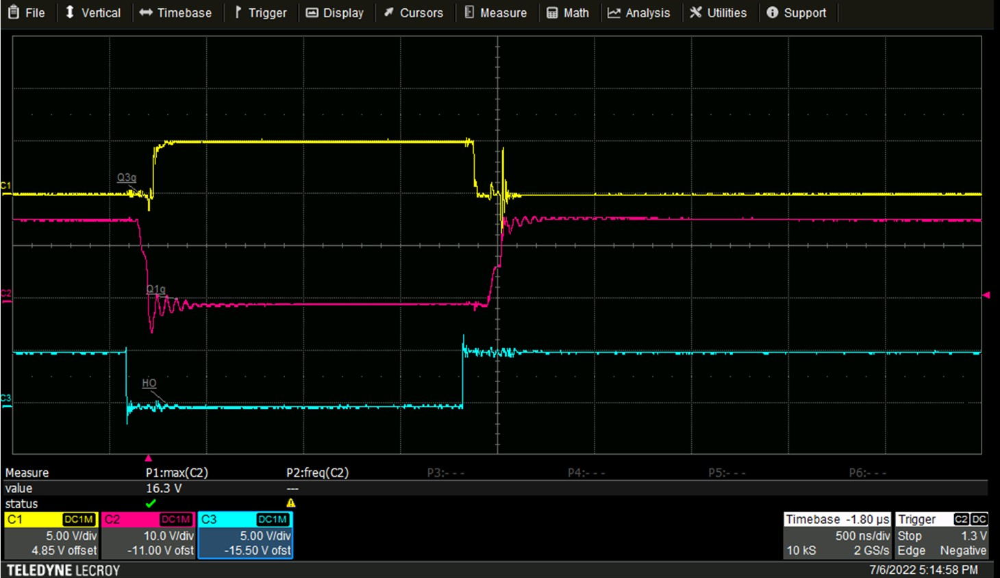 File Vertical Timebase Trigger Display Cursors Measure Math Analysis Utilities Support
C1
Q3g
C2
Q1g
C3
HO
Measure P1:max(C2) P2:freq(C2) P3:- - - P4:- - - P5:- - - P6:- - -
value 16.3 V ---
status
C1 DC1M C2 DC1M C3 DC1M Timebase -1.80 µs Trigger C2 DC
5.00 V/div 10.0 V/div 5.00 V/div 500 ns/div Stop 1.3 V
4.85 V offset -11.00 V ofst -15.50 V ofst 10 kS 2 GS/s Edge Negative
TELEDYNE LECROY 7/6/2022 5:14:58 PM